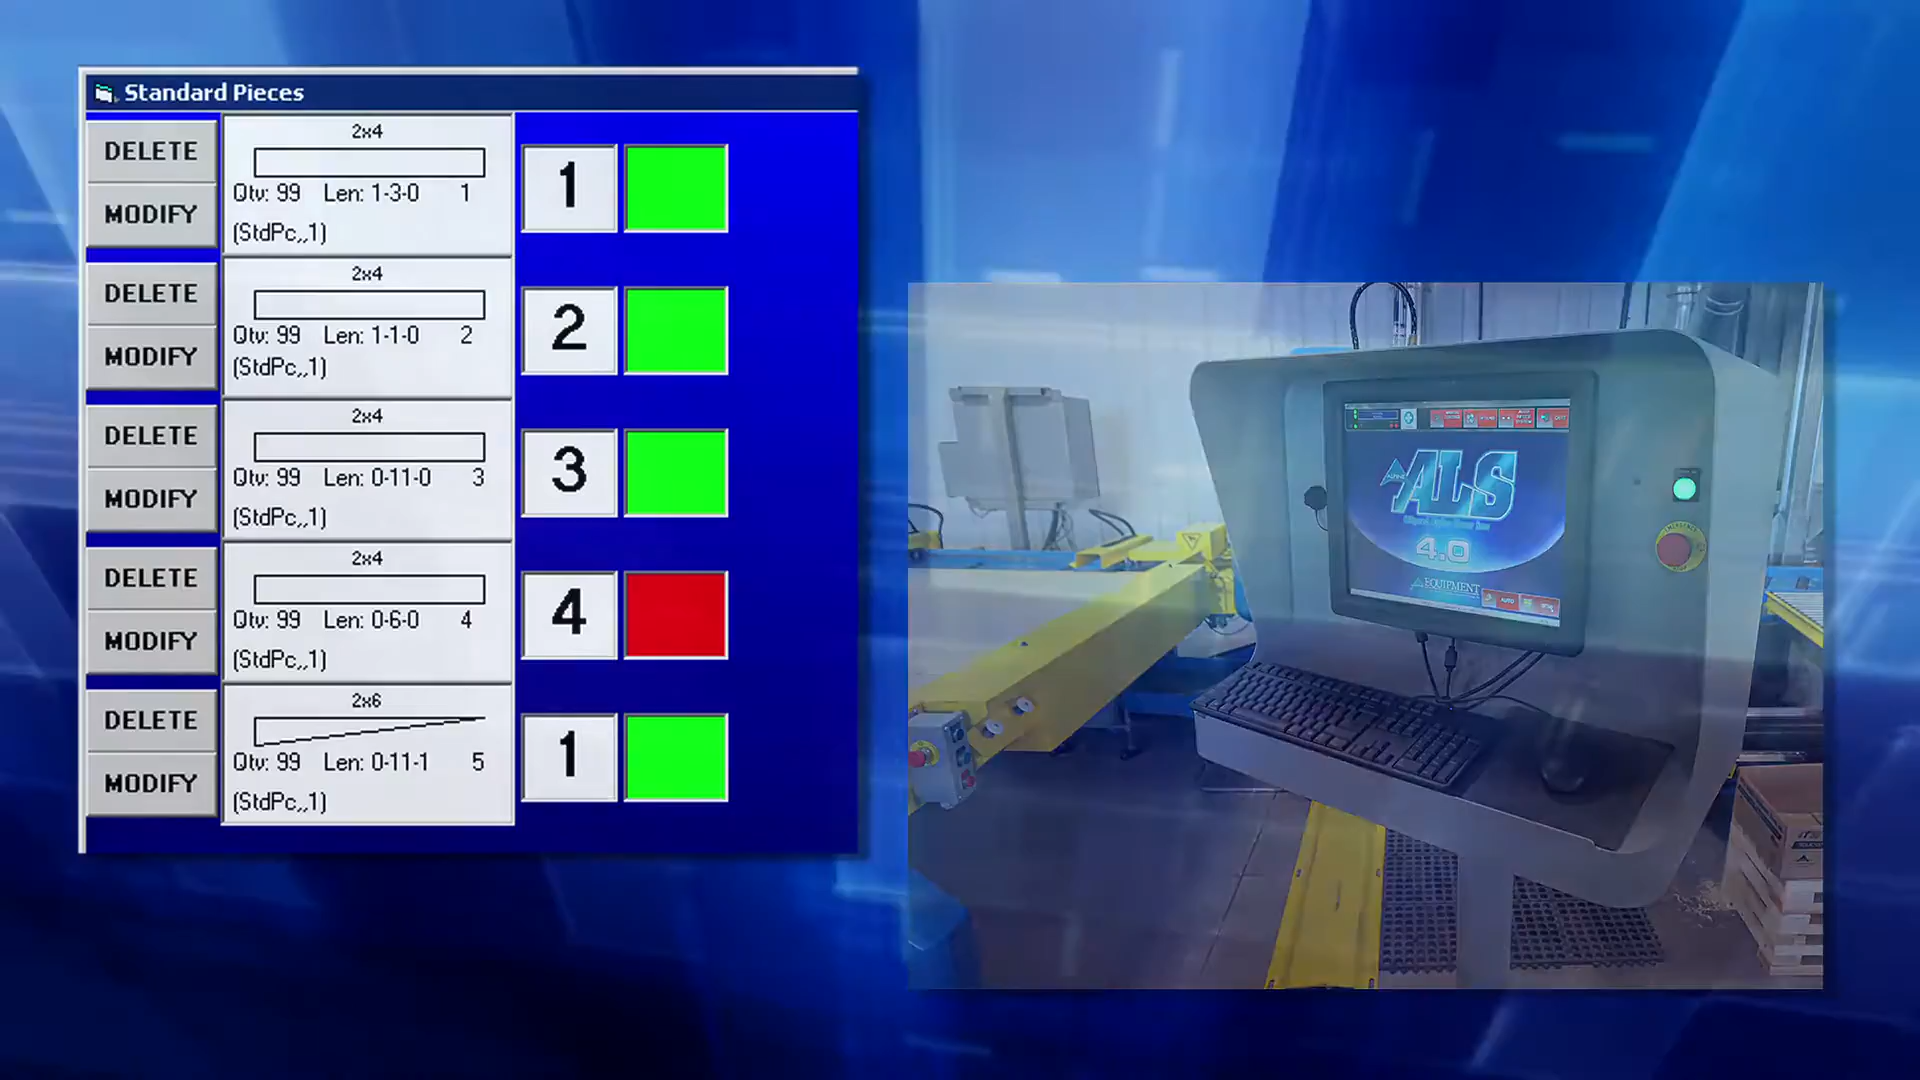 Standard Pieces
DELETE
MODIFY
2x4
Qty: 99 Len: 1-3-0 1
(StdPc,,1)
1
DELETE
MODIFY
2x4
Qty: 99 Len: 1-1-0 2
(StdPc,,1)
2
DELETE
MODIFY
2x4
Qty: 99 Len: 0-11-0 3
(StdPc,,1)
3
DELETE
MODIFY
2x4
Qty: 99 Len: 0-6-0 4
(StdPc,,1)
4
DELETE
MODIFY
2x6
Qty: 99 Len: 0-11-1 5
(StdPc,,1)
1
ALPINE
ALS
4.0
EQUIPMENT
AUTO
EMERGENCY